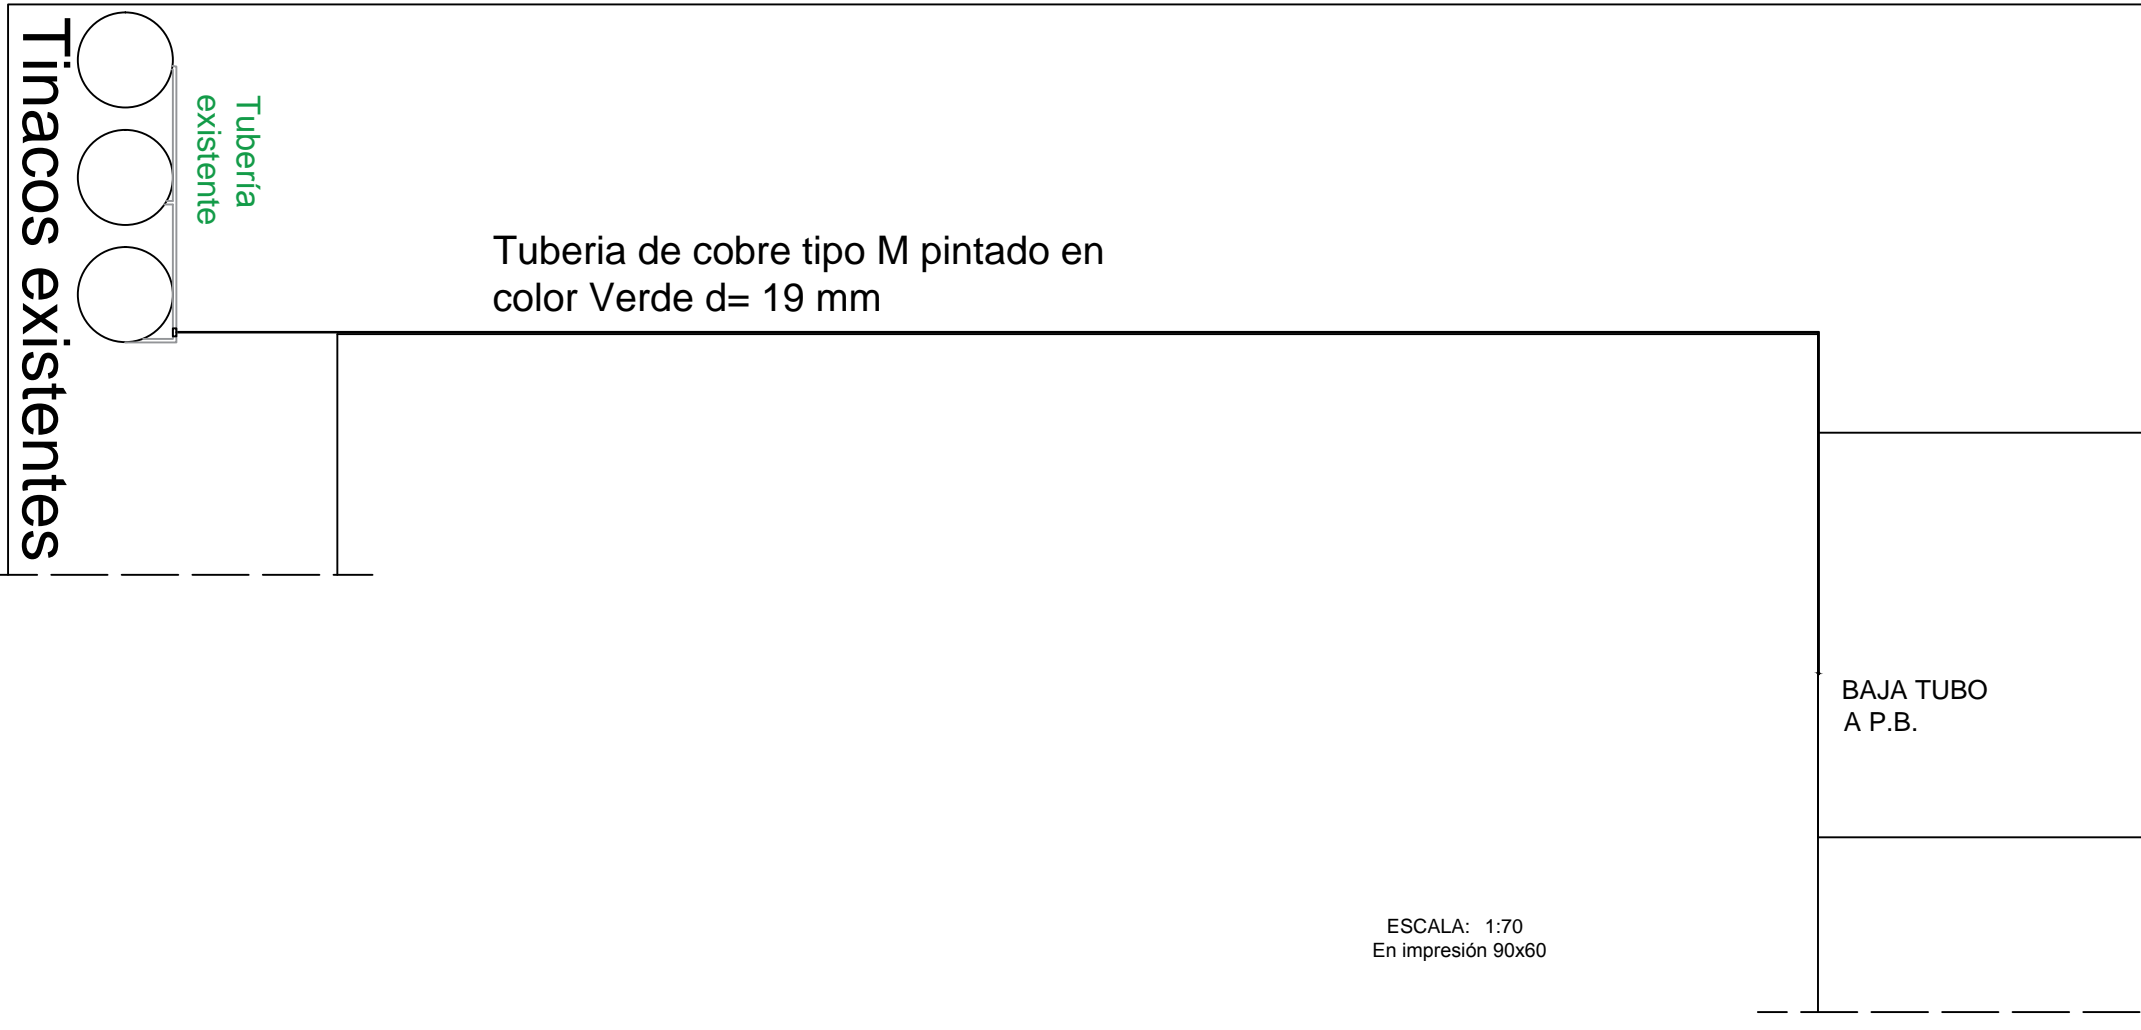 Tinacos existentes
Tubería
existente
Tuberia de cobre tipo M pintado en
color Verde d= 19 mm
BAJA TUBO
A P.B.
ESCALA: 1:70
En impresión 90x60